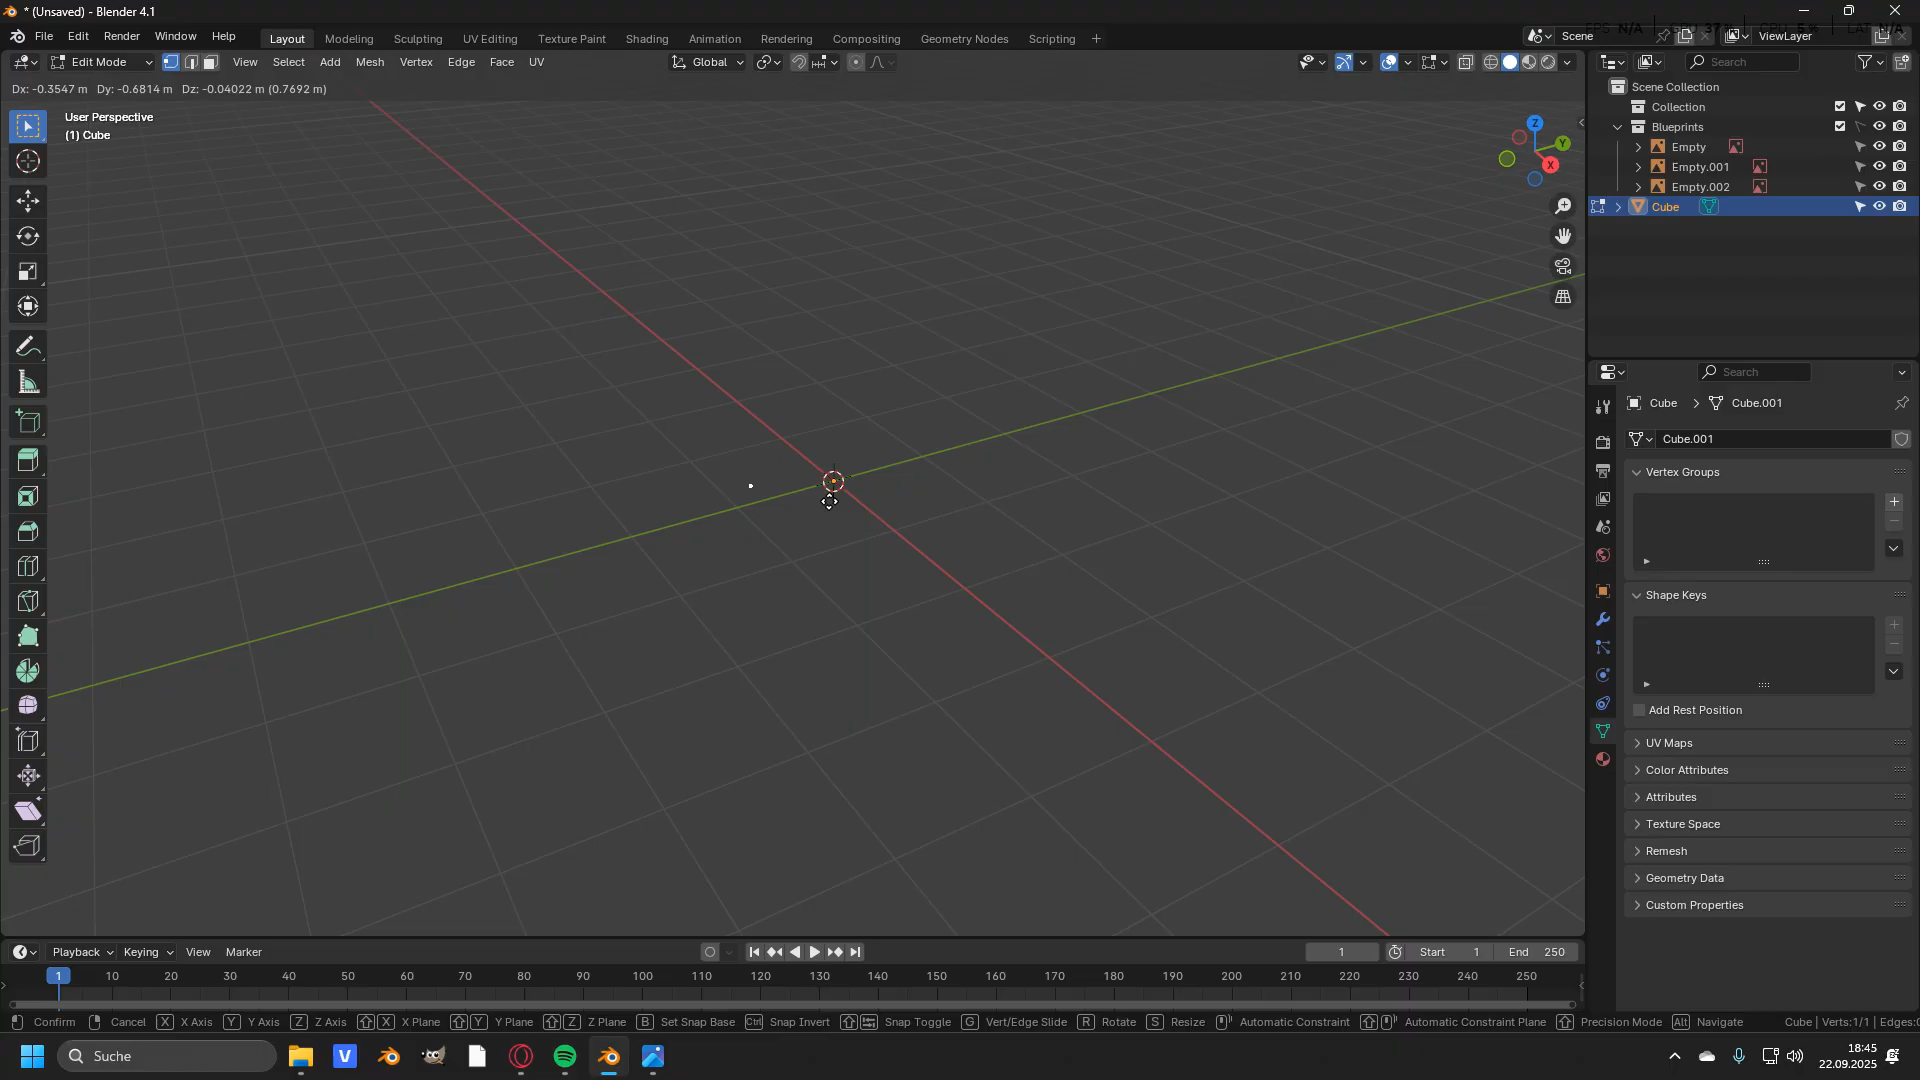 * (Unsaved) - Blender 4.1
File Edit Render Window Help
Layout Modeling Sculpting UV Editing Texture Paint Shading Animation Rendering Compositing Geometry Nodes Scripting +
Scene ViewLayer
Edit Mode View Select Add Mesh Vertex Edge Face UV Global
Search
Dx: -0.3547 m Dy: -0.6814 m Dz: -0.04022 m (0.7692 m)
User Perspective
(1) Cube
Z
Y
X
Scene Collection
Collection
Blueprints
Empty
Empty.001
Empty.002
Cube
Search
Cube > Cube.001
Cube.001
Vertex Groups
Shape Keys
Add Rest Position
UV Maps
Color Attributes
Attributes
Texture Space
Remesh
Geometry Data
Custom Properties
Playback Keying View Marker 1 Start 1 End 250
1 10 20 30 40 50 60 70 80 90 100 110 120 130 140 150 160 170 180 190 200 210 220 230 240 250
Confirm Cancel X X Axis Y Y Axis Z Z Axis X X Plane Y Y Plane Z Z Plane B Set Snap Base Ctrl Snap Invert Snap Toggle G Vert/Edge Slide R Rotate S Resize Automatic Constraint Automatic Constraint Plane Precision Mode Alt Navigate Cube | Verts:1/1 | Edges:0
Suche
18:45
22.09.2025